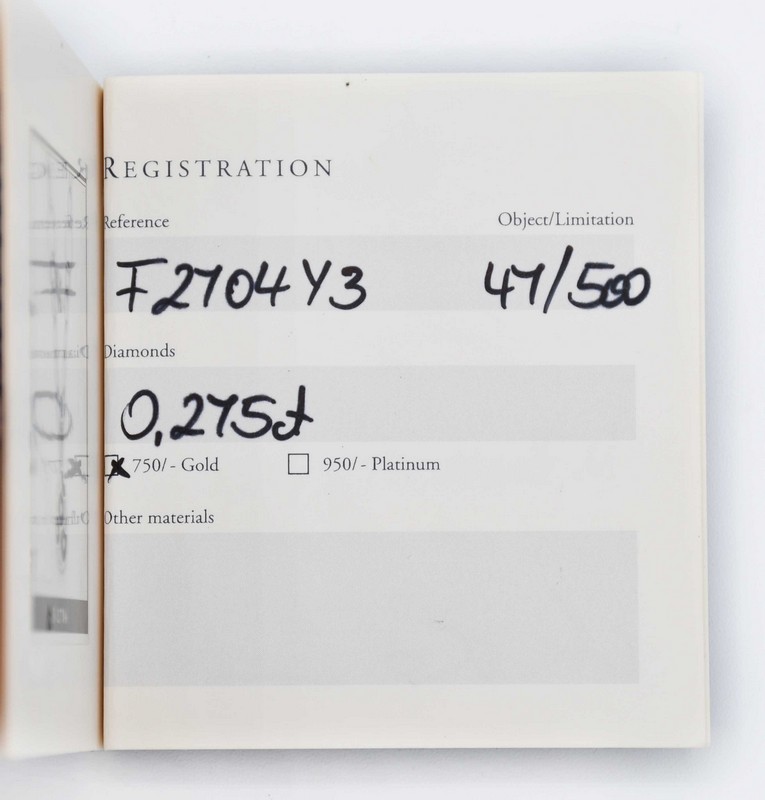 REGISTRATION
Reference Object/Limitation
F2704Y3 47/500
Diamonds
0,275ct
750/- Gold 950/- Platinum
Other materials